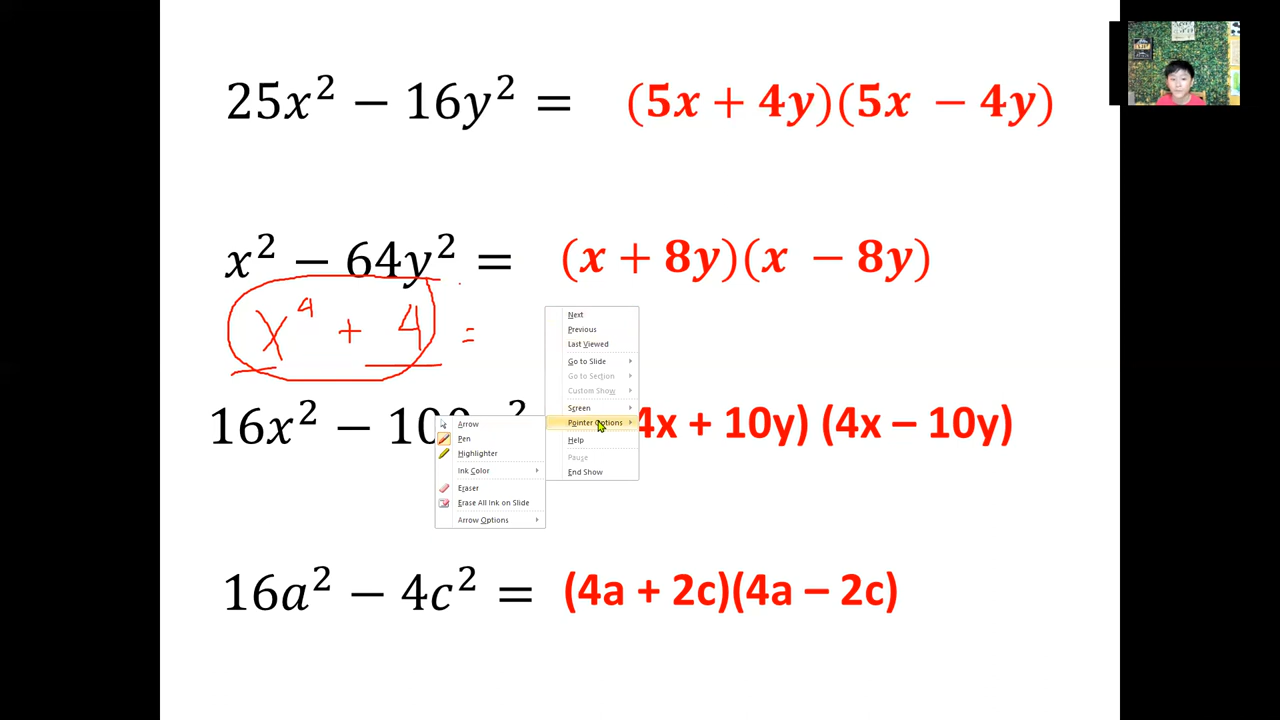 25x² − 16y² = (5x + 4y)(5x − 4y)
x² − 64y² = (x + 8y)(x − 8y)
x⁴ + 4 =
Next
Previous
Last Viewed
Go to Slide
Go to Section
Custom Show
Screen
Pointer Options
Help
Pause
End Show
Arrow
Pen
Highlighter
Ink Color
Eraser
Erase All Ink on Slide
Arrow Options
16x² − 100 ² 4x + 10y) (4x – 10y)
16a² − 4c² = (4a + 2c)(4a – 2c)